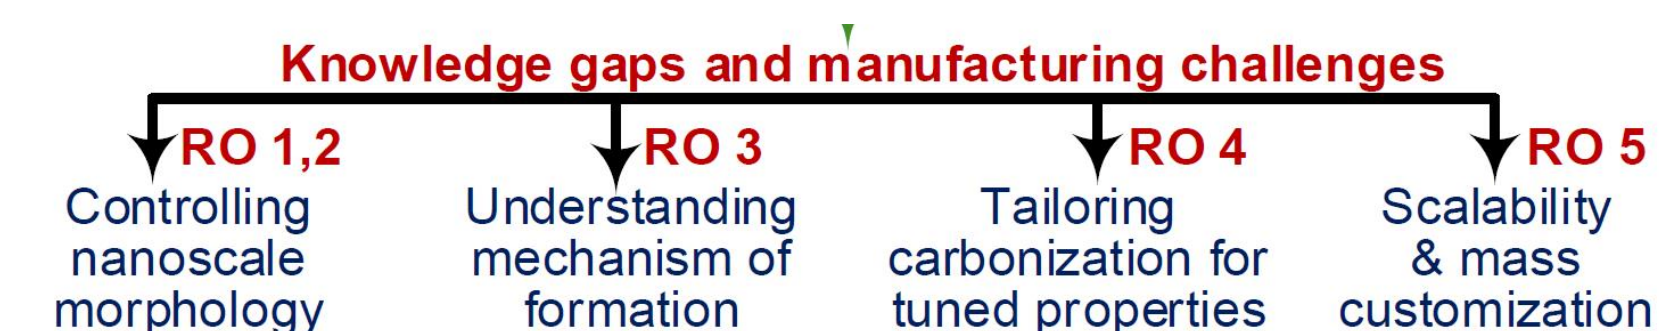 Knowledge gaps and manufacturing challenges
RO 1,2
Controlling
nanoscale
morphology
RO 3
Understanding
mechanism of
formation
RO 4
Tailoring
carbonization for
tuned properties
RO 5
Scalability
& mass
customization